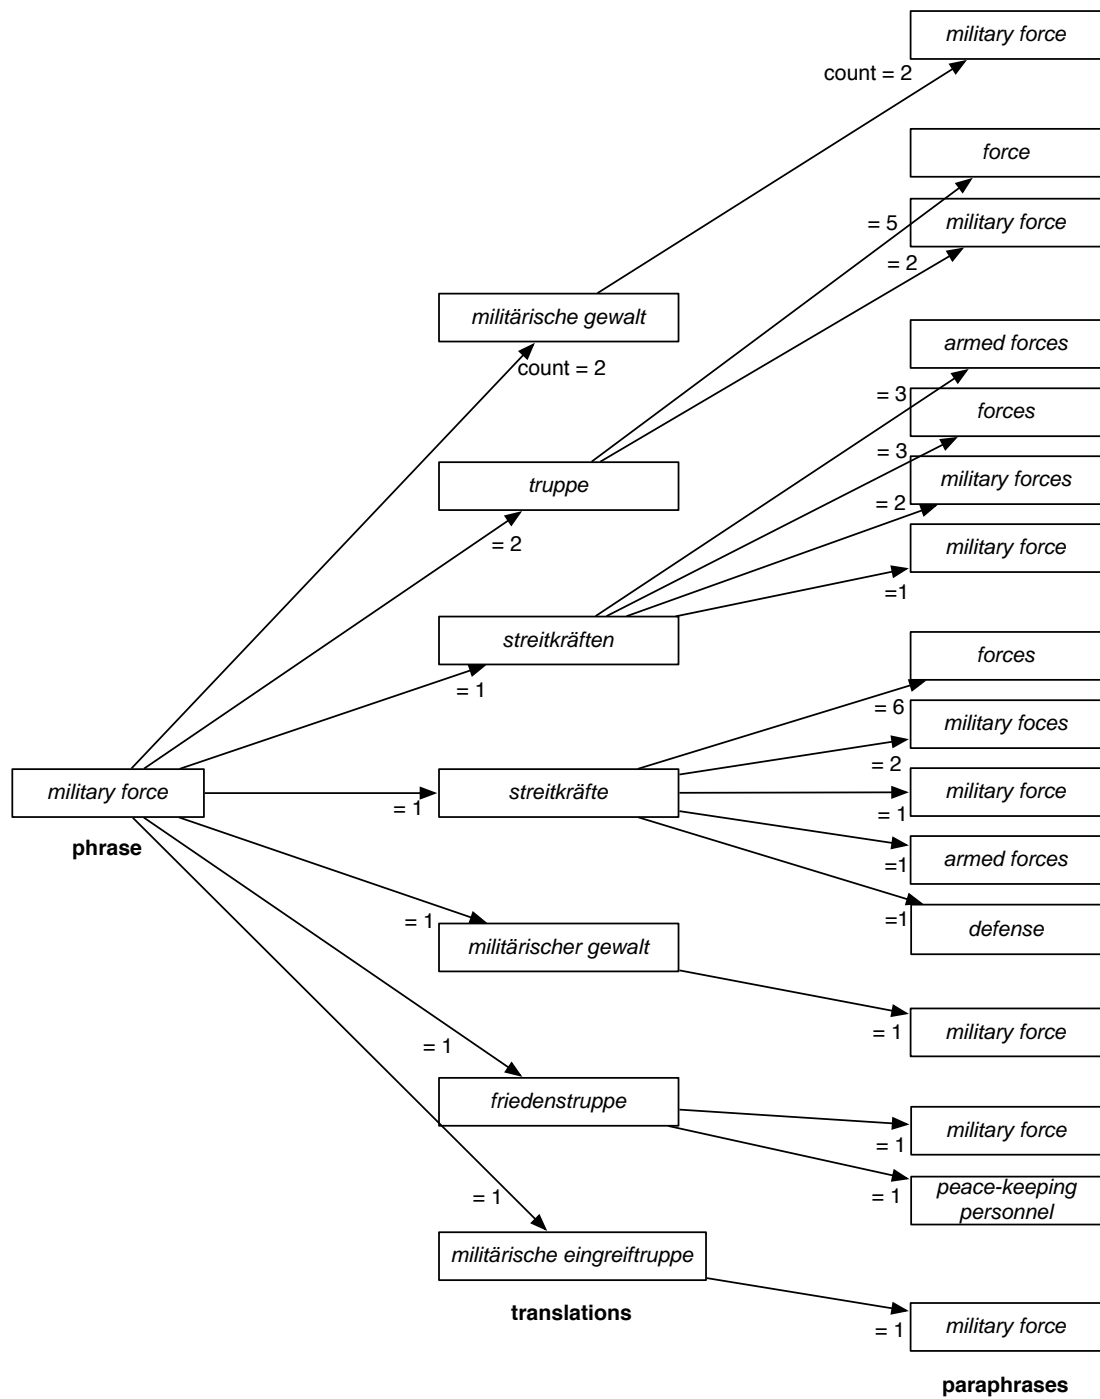 military force
count = 2
force
= 5
military force
= 2
militärische gewalt
count = 2
armed forces
= 3
forces
= 3
military forces
= 2
truppe
= 2
military force
=1
streitkräften
= 1
forces
= 6
military foces
= 2
military force
phrase
= 1
streitkräfte
military force
= 1
armed forces
=1
defense
=1
= 1
militärischer gewalt
military force
= 1
= 1
friedenstruppe
military force
= 1
peace-keeping
personnel
= 1
= 1
militärische eingreiftruppe
translations
military force
= 1
paraphrases